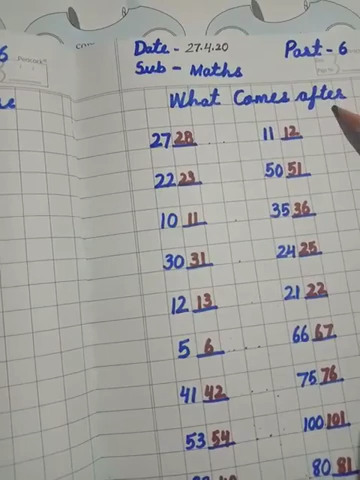 Date - 27.4.20 Part - 6
Sub - Maths
What Comes after
27 28 11 12
22 23 50 51
10 11 35 36
30 31 24 25
12 13 21 22
5 6 66 67
41 42 75 76
53 54 100 101
80 81